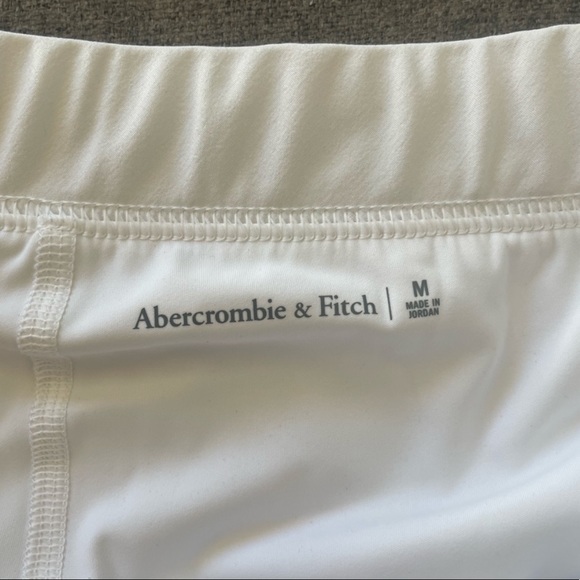 Abercrombie & Fitch | M
MADE IN
JORDAN